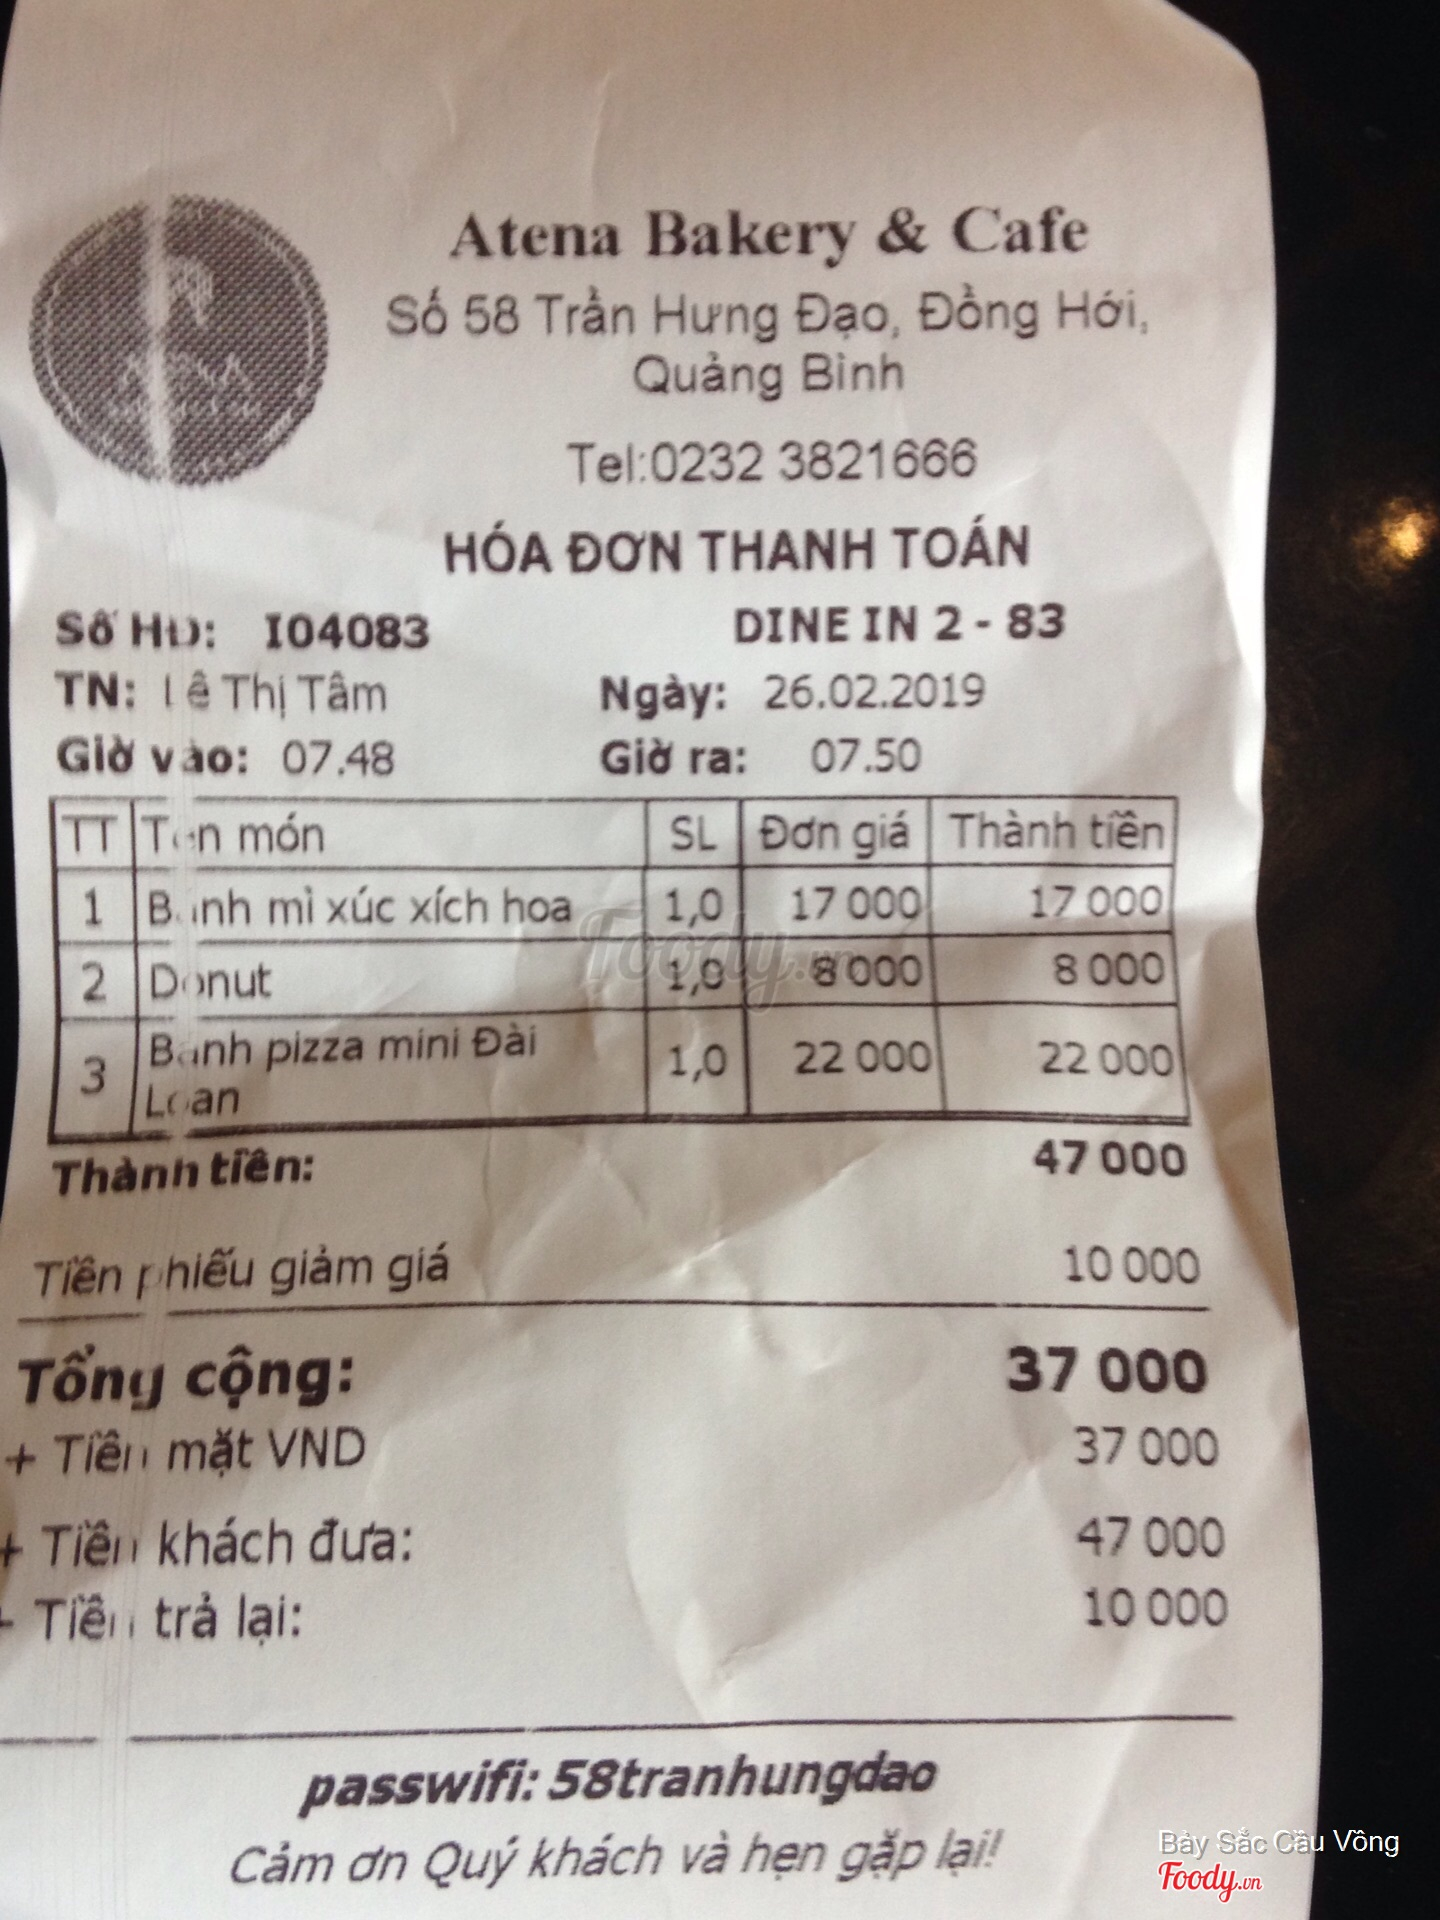 Atena Bakery & Cafe
Số 58 Trần Hưng Đạo, Đồng Hới,
Quảng Bình
Tel:0232 3821666
HÓA ĐƠN THANH TOÁN
Số HĐ: I04083 DINE IN 2 - 83
TN: Lê Thị Tâm Ngày: 26.02.2019
Giờ vào: 07.48 Giờ ra: 07.50
TT Tên món SL Đơn giá Thành tiền
1 Bánh mì xúc xích hoa 1,0 17 000 17 000
2 Donut 1,0 8 000 8 000
3 Bánh pizza mini Đài Loan 1,0 22 000 22 000
Thành tiền: 47 000
Tiền phiếu giảm giá 10 000
Tổng cộng: 37 000
+ Tiền mặt VND 37 000
+ Tiền khách đưa: 47 000
- Tiền trả lại: 10 000
passwifi: 58tranhungdao
Cảm ơn Quý khách và hẹn gặp lại!
Foody.vn
Bảy Sắc Cầu Vồng
Foody.vn